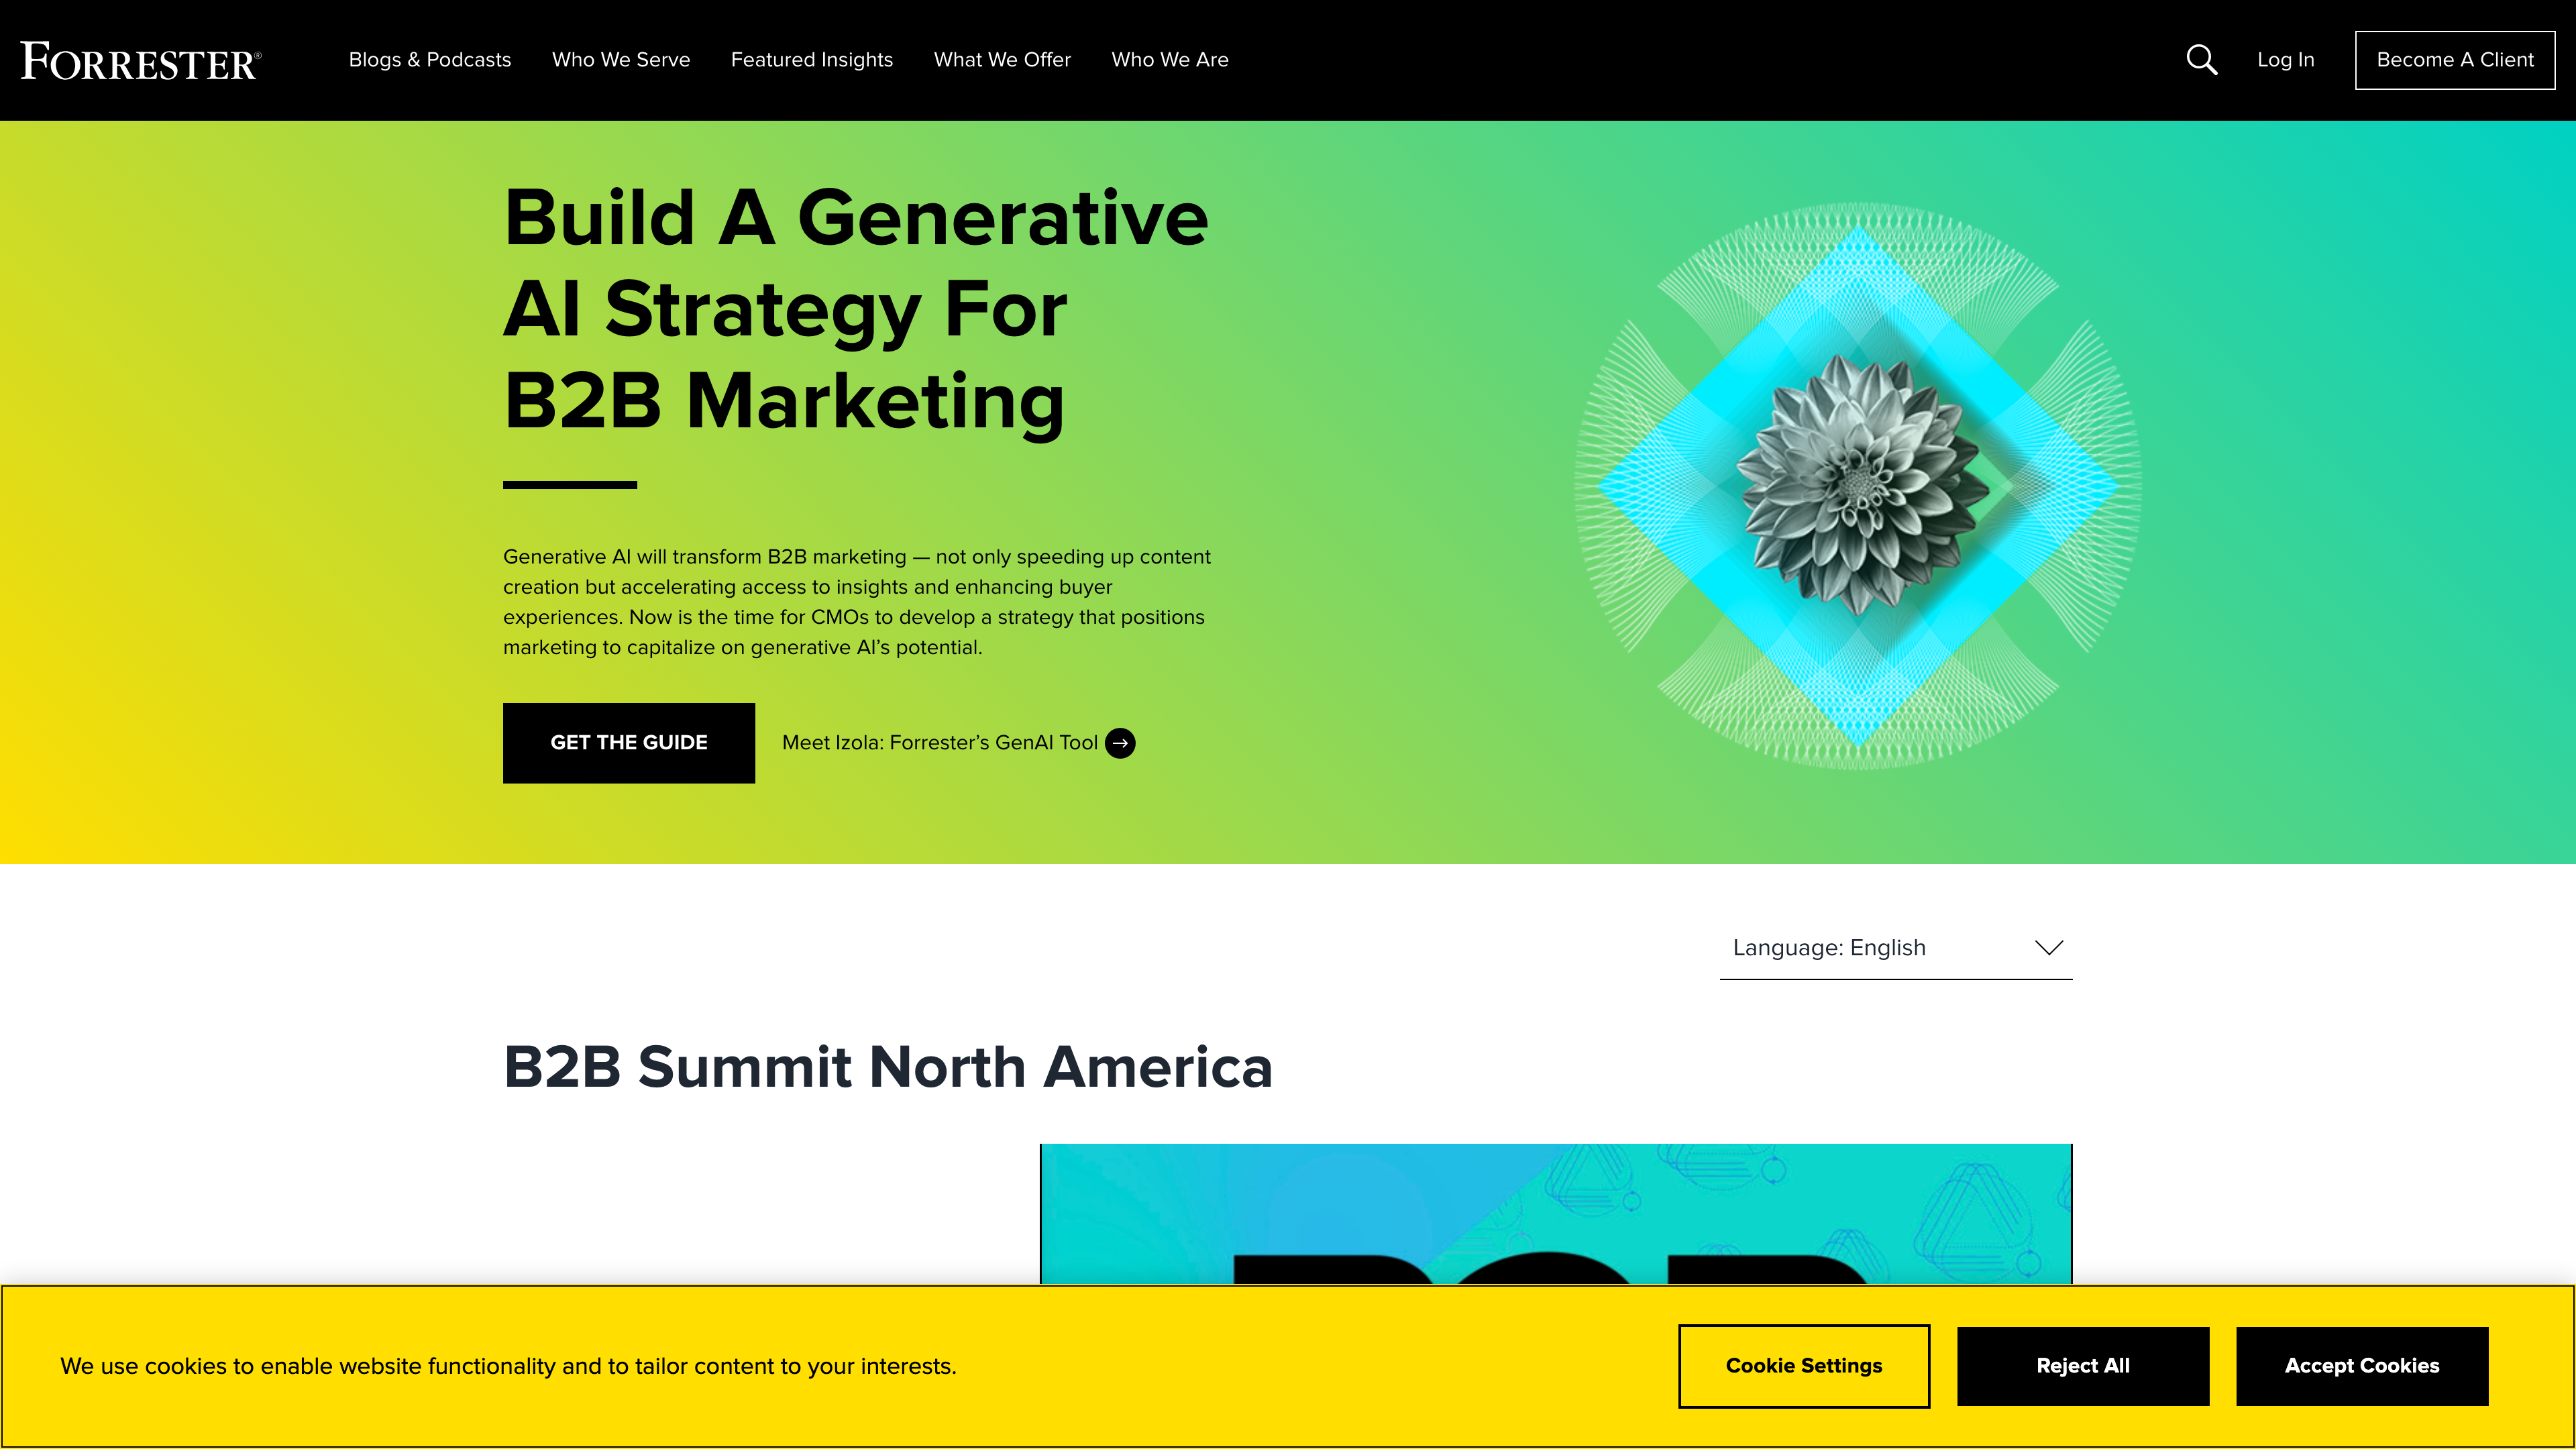 FORRESTER®
Blogs & Podcasts
Who We Serve
Featured Insights
What We Offer
Who We Are
Log In
Become A Client
Build A Generative
AI Strategy For
B2B Marketing
Generative AI will transform B2B marketing — not only speeding up content
creation but accelerating access to insights and enhancing buyer
experiences. Now is the time for CMOs to develop a strategy that positions
marketing to capitalize on generative AI’s potential.
GET THE GUIDE
Meet Izola: Forrester’s GenAI Tool
Language: English
B2B Summit North America
We use cookies to enable website functionality and to tailor content to your interests.
Cookie Settings
Reject All
Accept Cookies